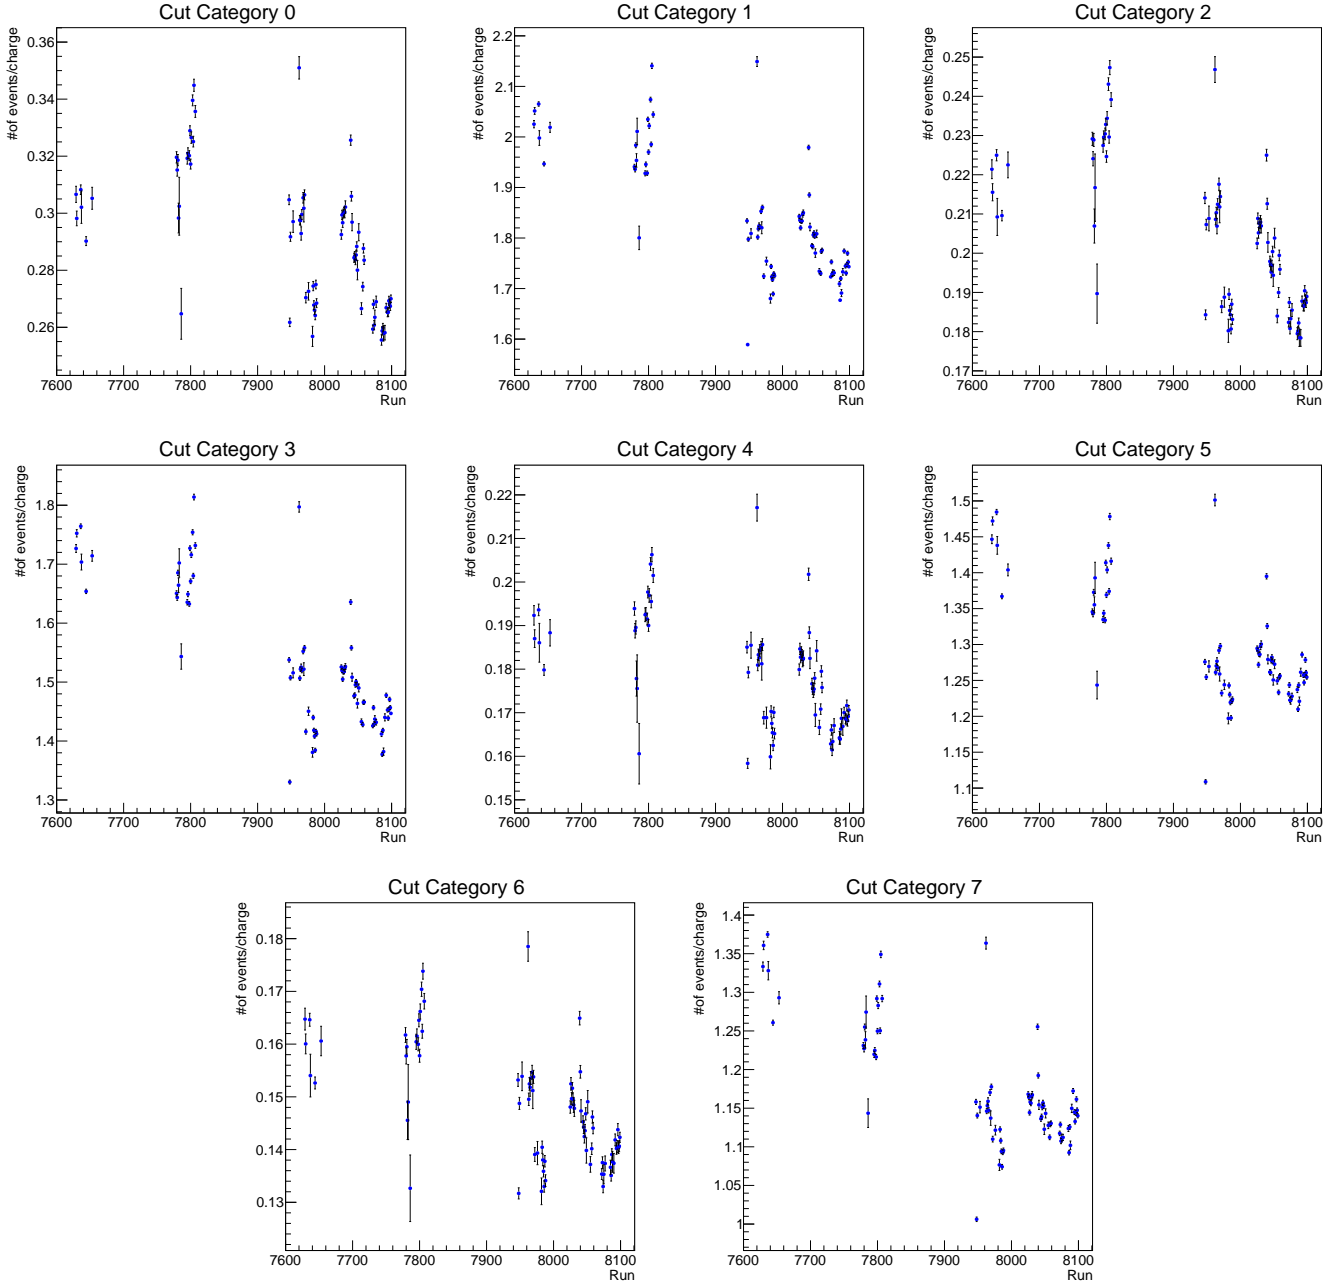 Cut Category 0
#of events/charge
0.36
0.34
0.32
0.3
0.28
0.26
7600 7700 7800 7900 8000 8100
Run
Cut Category 1
#of events/charge
2.2
2.1
2
1.9
1.8
1.7
1.6
7600 7700 7800 7900 8000 8100
Run
Cut Category 2
#of events/charge
0.25
0.24
0.23
0.22
0.21
0.2
0.19
0.18
0.17
7600 7700 7800 7900 8000 8100
Run
Cut Category 3
#of events/charge
1.8
1.7
1.6
1.5
1.4
1.3
7600 7700 7800 7900 8000 8100
Run
Cut Category 4
#of events/charge
0.22
0.21
0.2
0.19
0.18
0.17
0.16
0.15
7600 7700 7800 7900 8000 8100
Run
Cut Category 5
#of events/charge
1.5
1.45
1.4
1.35
1.3
1.25
1.2
1.15
1.1
7600 7700 7800 7900 8000 8100
Run
Cut Category 6
#of events/charge
0.18
0.17
0.16
0.15
0.14
0.13
7600 7700 7800 7900 8000 8100
Run
Cut Category 7
#of events/charge
1.4
1.35
1.3
1.25
1.2
1.15
1.1
1.05
1
7600 7700 7800 7900 8000 8100
Run